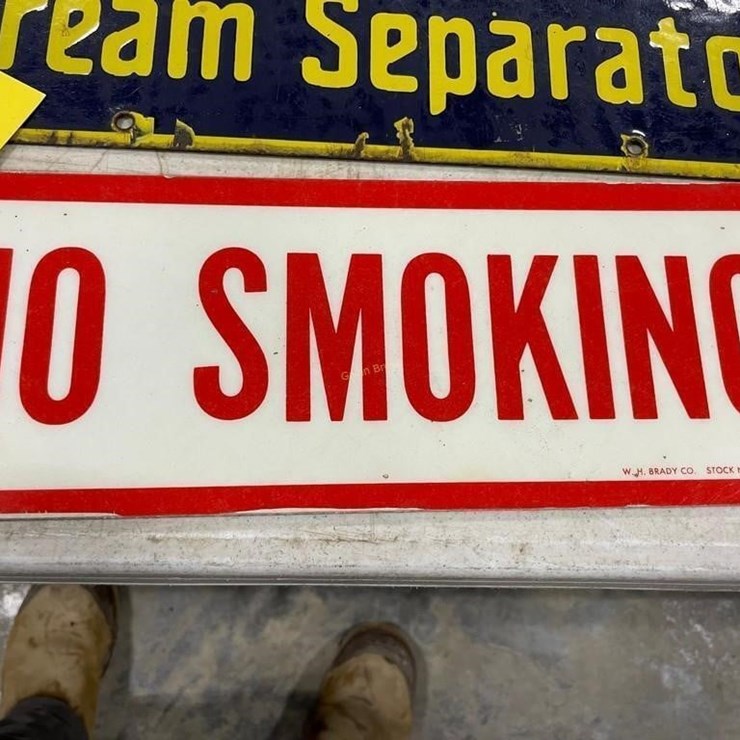 ream Separato
NO SMOKING
W.H. BRADY CO. STOCK